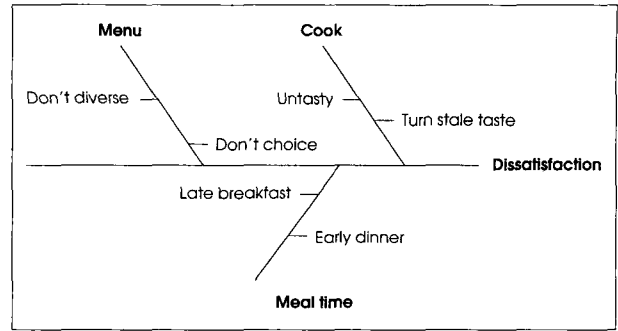 Menu
Cook
Don't diverse
Untasty
Turn stale taste
Don't choice
Dissatisfaction
Late breakfast
Early dinner
Meal time